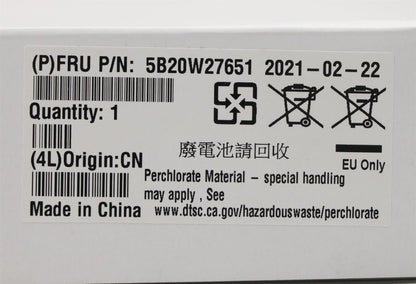 (P)FRU P/N: 5B20W27651 2021-02-22
Quantity: 1
廢電池請回收
EU Only
(4L)Origin:CN
Perchlorate Material – special handling
may apply , See
Made in China www.dtsc.ca.gov/hazardouswaste/perchlorate